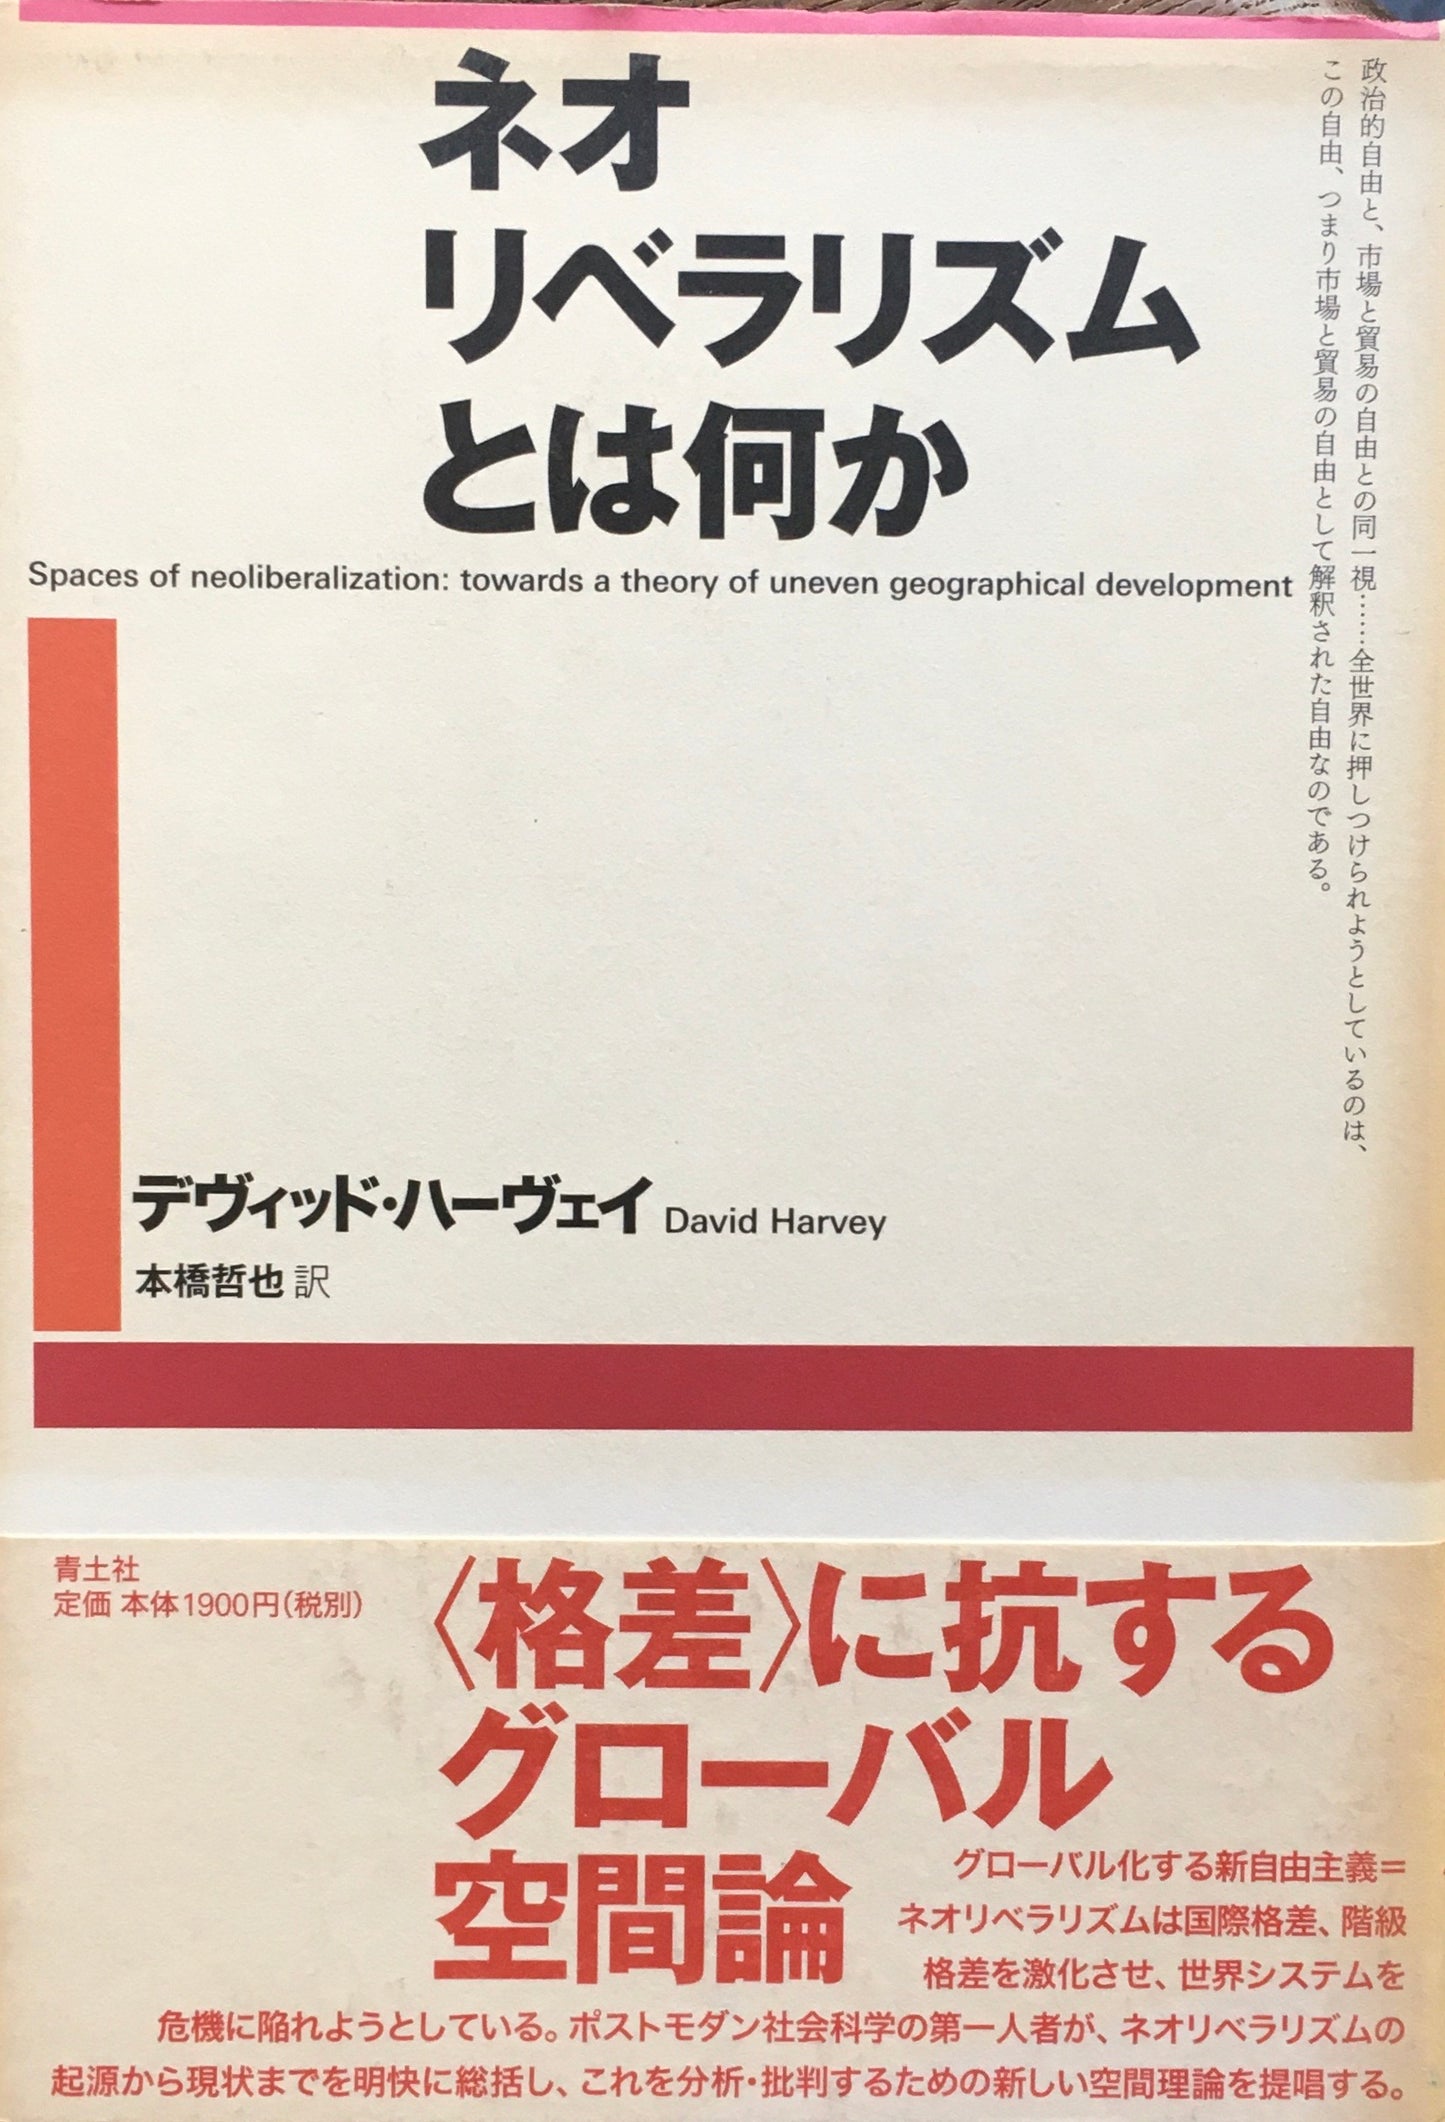 ネオ
リベラリズム
とは何か
Spaces of neoliberalization: towards a theory of uneven geographical development
政治的自由と、市場と貿易の自由との同一視……全世界に押しつけられようとしているのは、
この自由、つまり市場と貿易の自由として解釈された自由なのである。
デヴィッド・ハーヴェイ David Harvey
本橋哲也 訳
青土社
定価 本体1900円(税別)
〈格差〉に抗する
グローバル
空間論
グローバル化する新自由主義＝
ネオリベラリズムは国際格差、階級
格差を激化させ、世界システムを
危機に陥れようとしている。ポストモダン社会科学の第一人者が、ネオリベラリズムの
起源から現状までを明快に総括し、これを分析・批判するための新しい空間理論を提唱する。